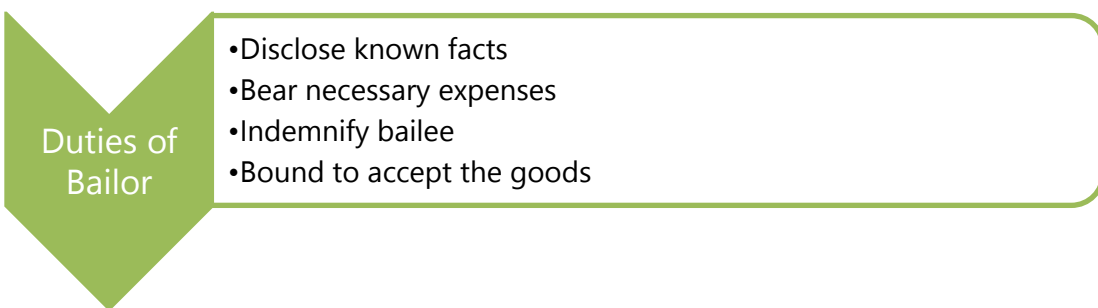 Duties of
Bailor
•Disclose known facts
•Bear necessary expenses
•Indemnify bailee
•Bound to accept the goods